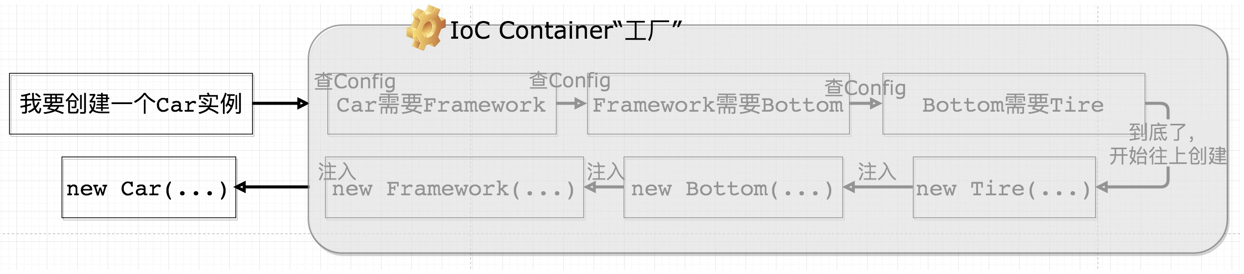 IoC Container“工厂”
我要创建一个Car实例
查Config
Car需要Framework
查Config
Framework需要Bottom
查Config
Bottom需要Tire
到底了,
开始往上创建
new Tire(...)
注入
new Bottom(...)
注入
new Framework(...)
注入
new Car(...)